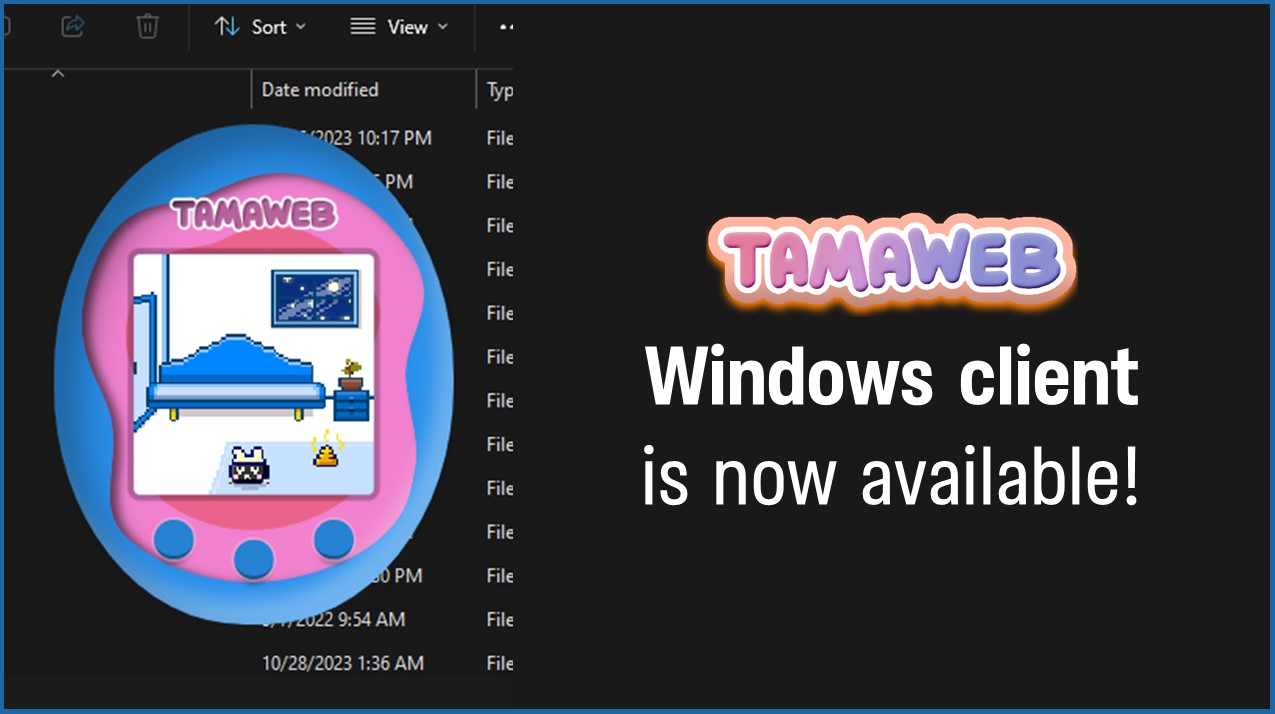 Sort View
Date modified
/2023 10:17 PM File
PM File
TAMAWEB
File
File
File
File
File
File
File
File
PM File
2022 9:54 AM File
10/28/2023 1:36 AM File
TAMAWEB
Windows client
is now available!